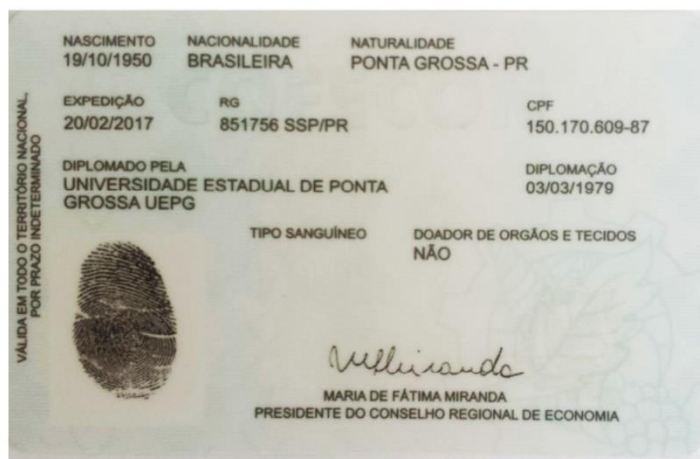 NASCIMENTO NACIONALIDADE NATURALIDADE
19/10/1950 BRASILEIRA PONTA GROSSA - PR
EXPEDIÇÃO RG CPF
20/02/2017 851756 SSP/PR 150.170.609-87
DIPLOMADO PELA DIPLOMAÇÃO
UNIVERSIDADE ESTADUAL DE PONTA 03/03/1979
GROSSA UEPG
TIPO SANGUÍNEO DOADOR DE ORGÃOS E TECIDOS
NÃO
MARIA DE FÁTIMA MIRANDA
PRESIDENTE DO CONSELHO REGIONAL DE ECONOMIA
VÁLIDA EM TODO O TERRITÓRIO NACIONAL,
POR PRAZO INDETERMINADO